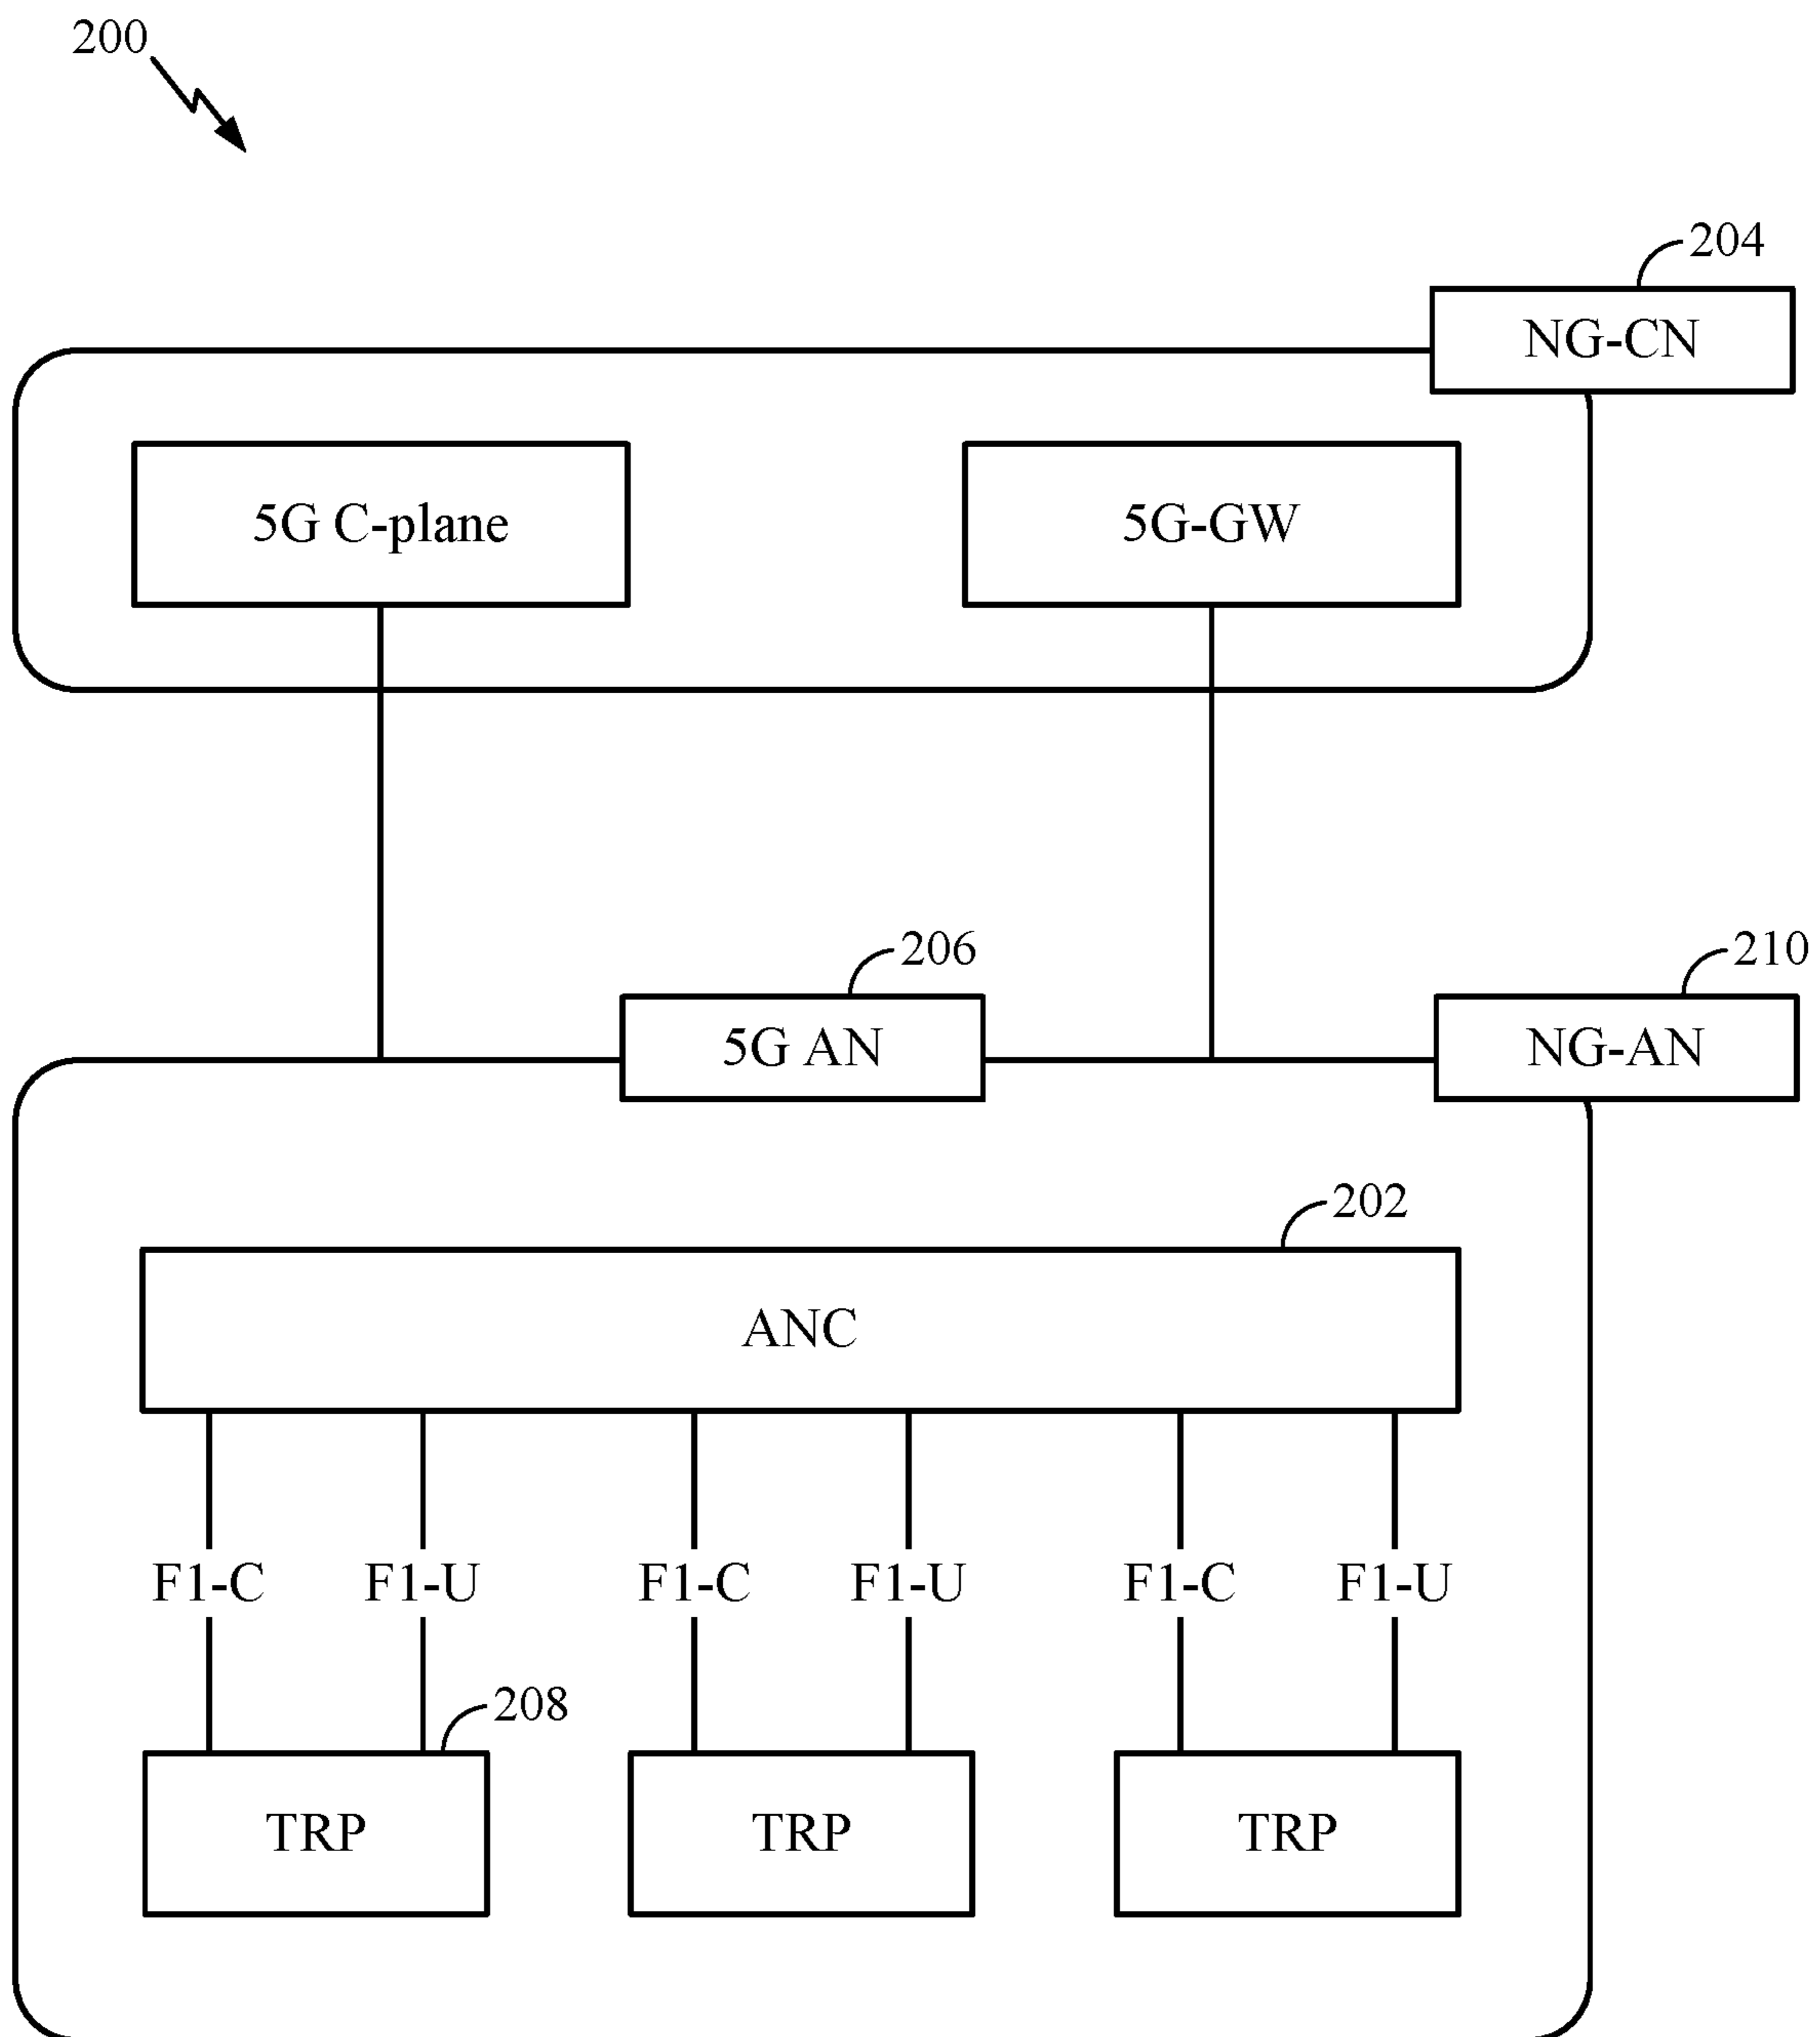 200
204
NG-CN
5G C-plane
5G-GW
206
210
5G AN
NG-AN
202
ANC
F1-C F1-U F1-C F1-U F1-C F1-U
208
TRP TRP TRP